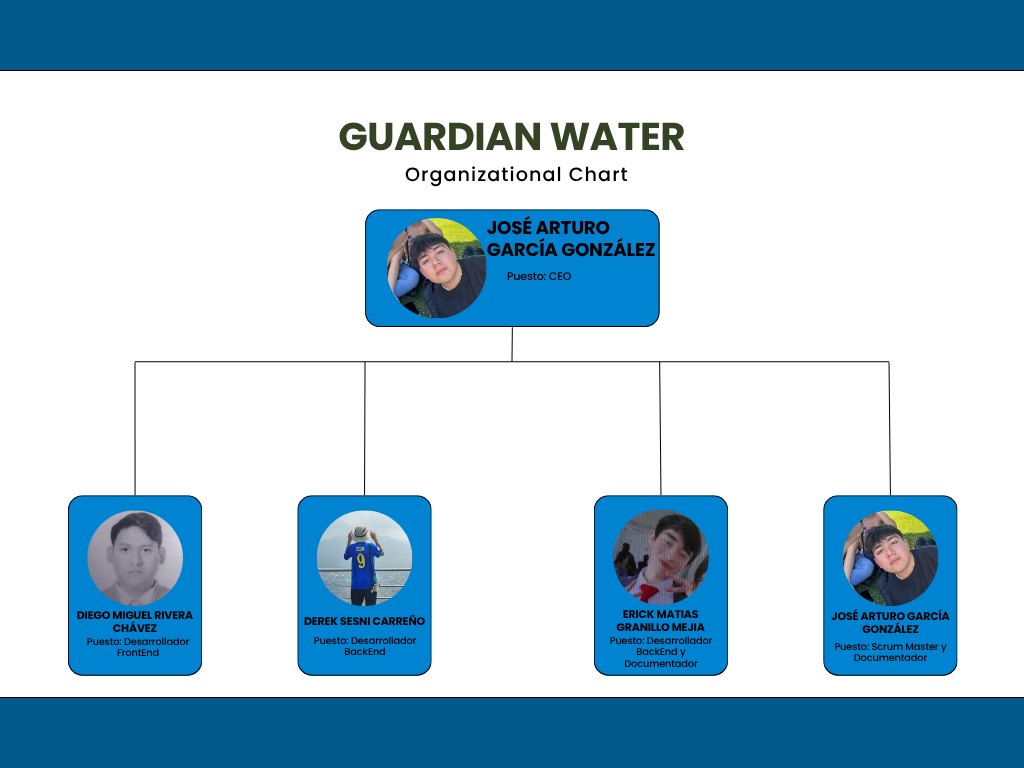 GUARDIAN WATER
Organizational Chart
JOSÉ ARTURO
GARCÍA GONZÁLEZ
Puesto: CEO
DIEGO MIGUEL RIVERA
CHÁVEZ
Puesto: Desarrollador
FrontEnd
SESNI
9
DEREK SESNI CARREÑO
Puesto: Desarrollador
BackEnd
ERICK MATIAS
GRANILLO MEJIA
Puesto: Desarrollador
BackEnd y
Documentador
JOSÉ ARTURO GARCÍA
GONZÁLEZ
Puesto: Scrum Master y
Documentador